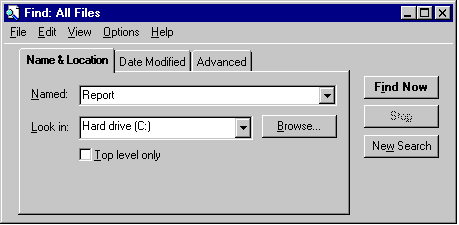 Find: All Files
File Edit View Options Help
Name & Location Date Modified Advanced
Named: Report
Find Now
Look in: Hard drive (C:) Browse...
Stop
Top level only
New Search